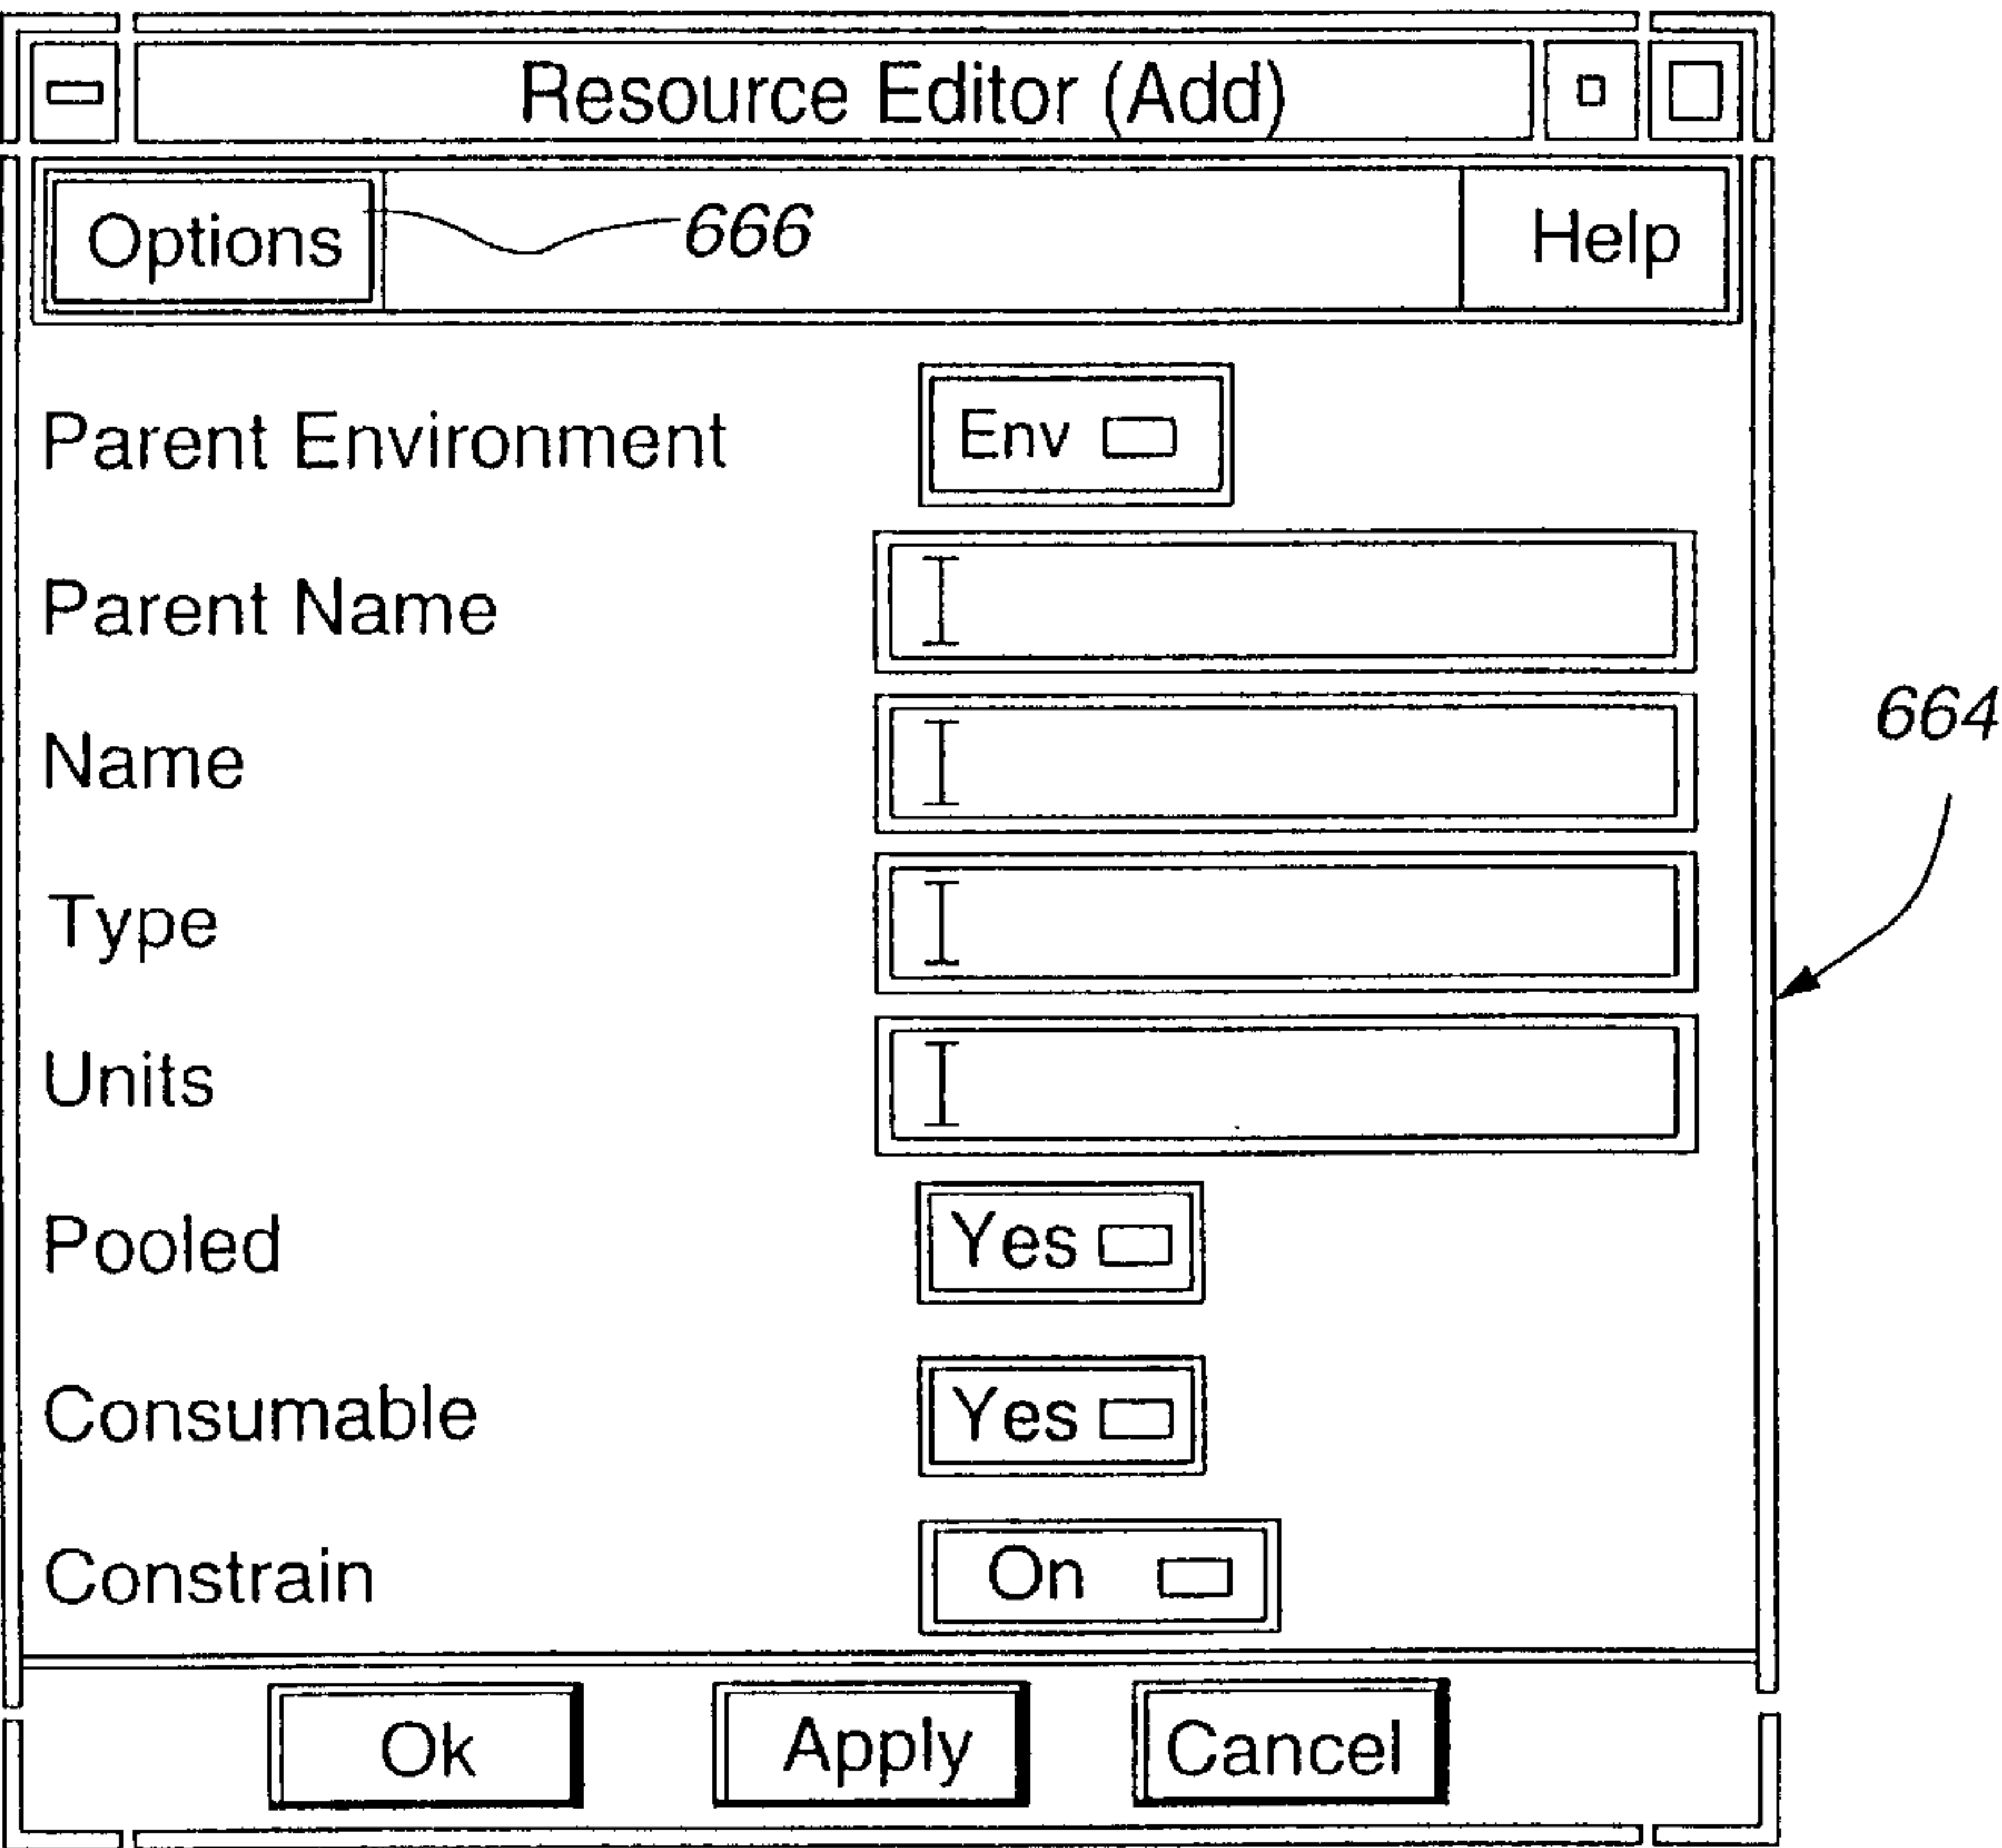 Resource Editor (Add)
Options 666 Help
Parent Environment Env
Parent Name
Name
664
Type
Units
Pooled Yes
Consumable Yes
Constrain On
Ok Apply Cancel